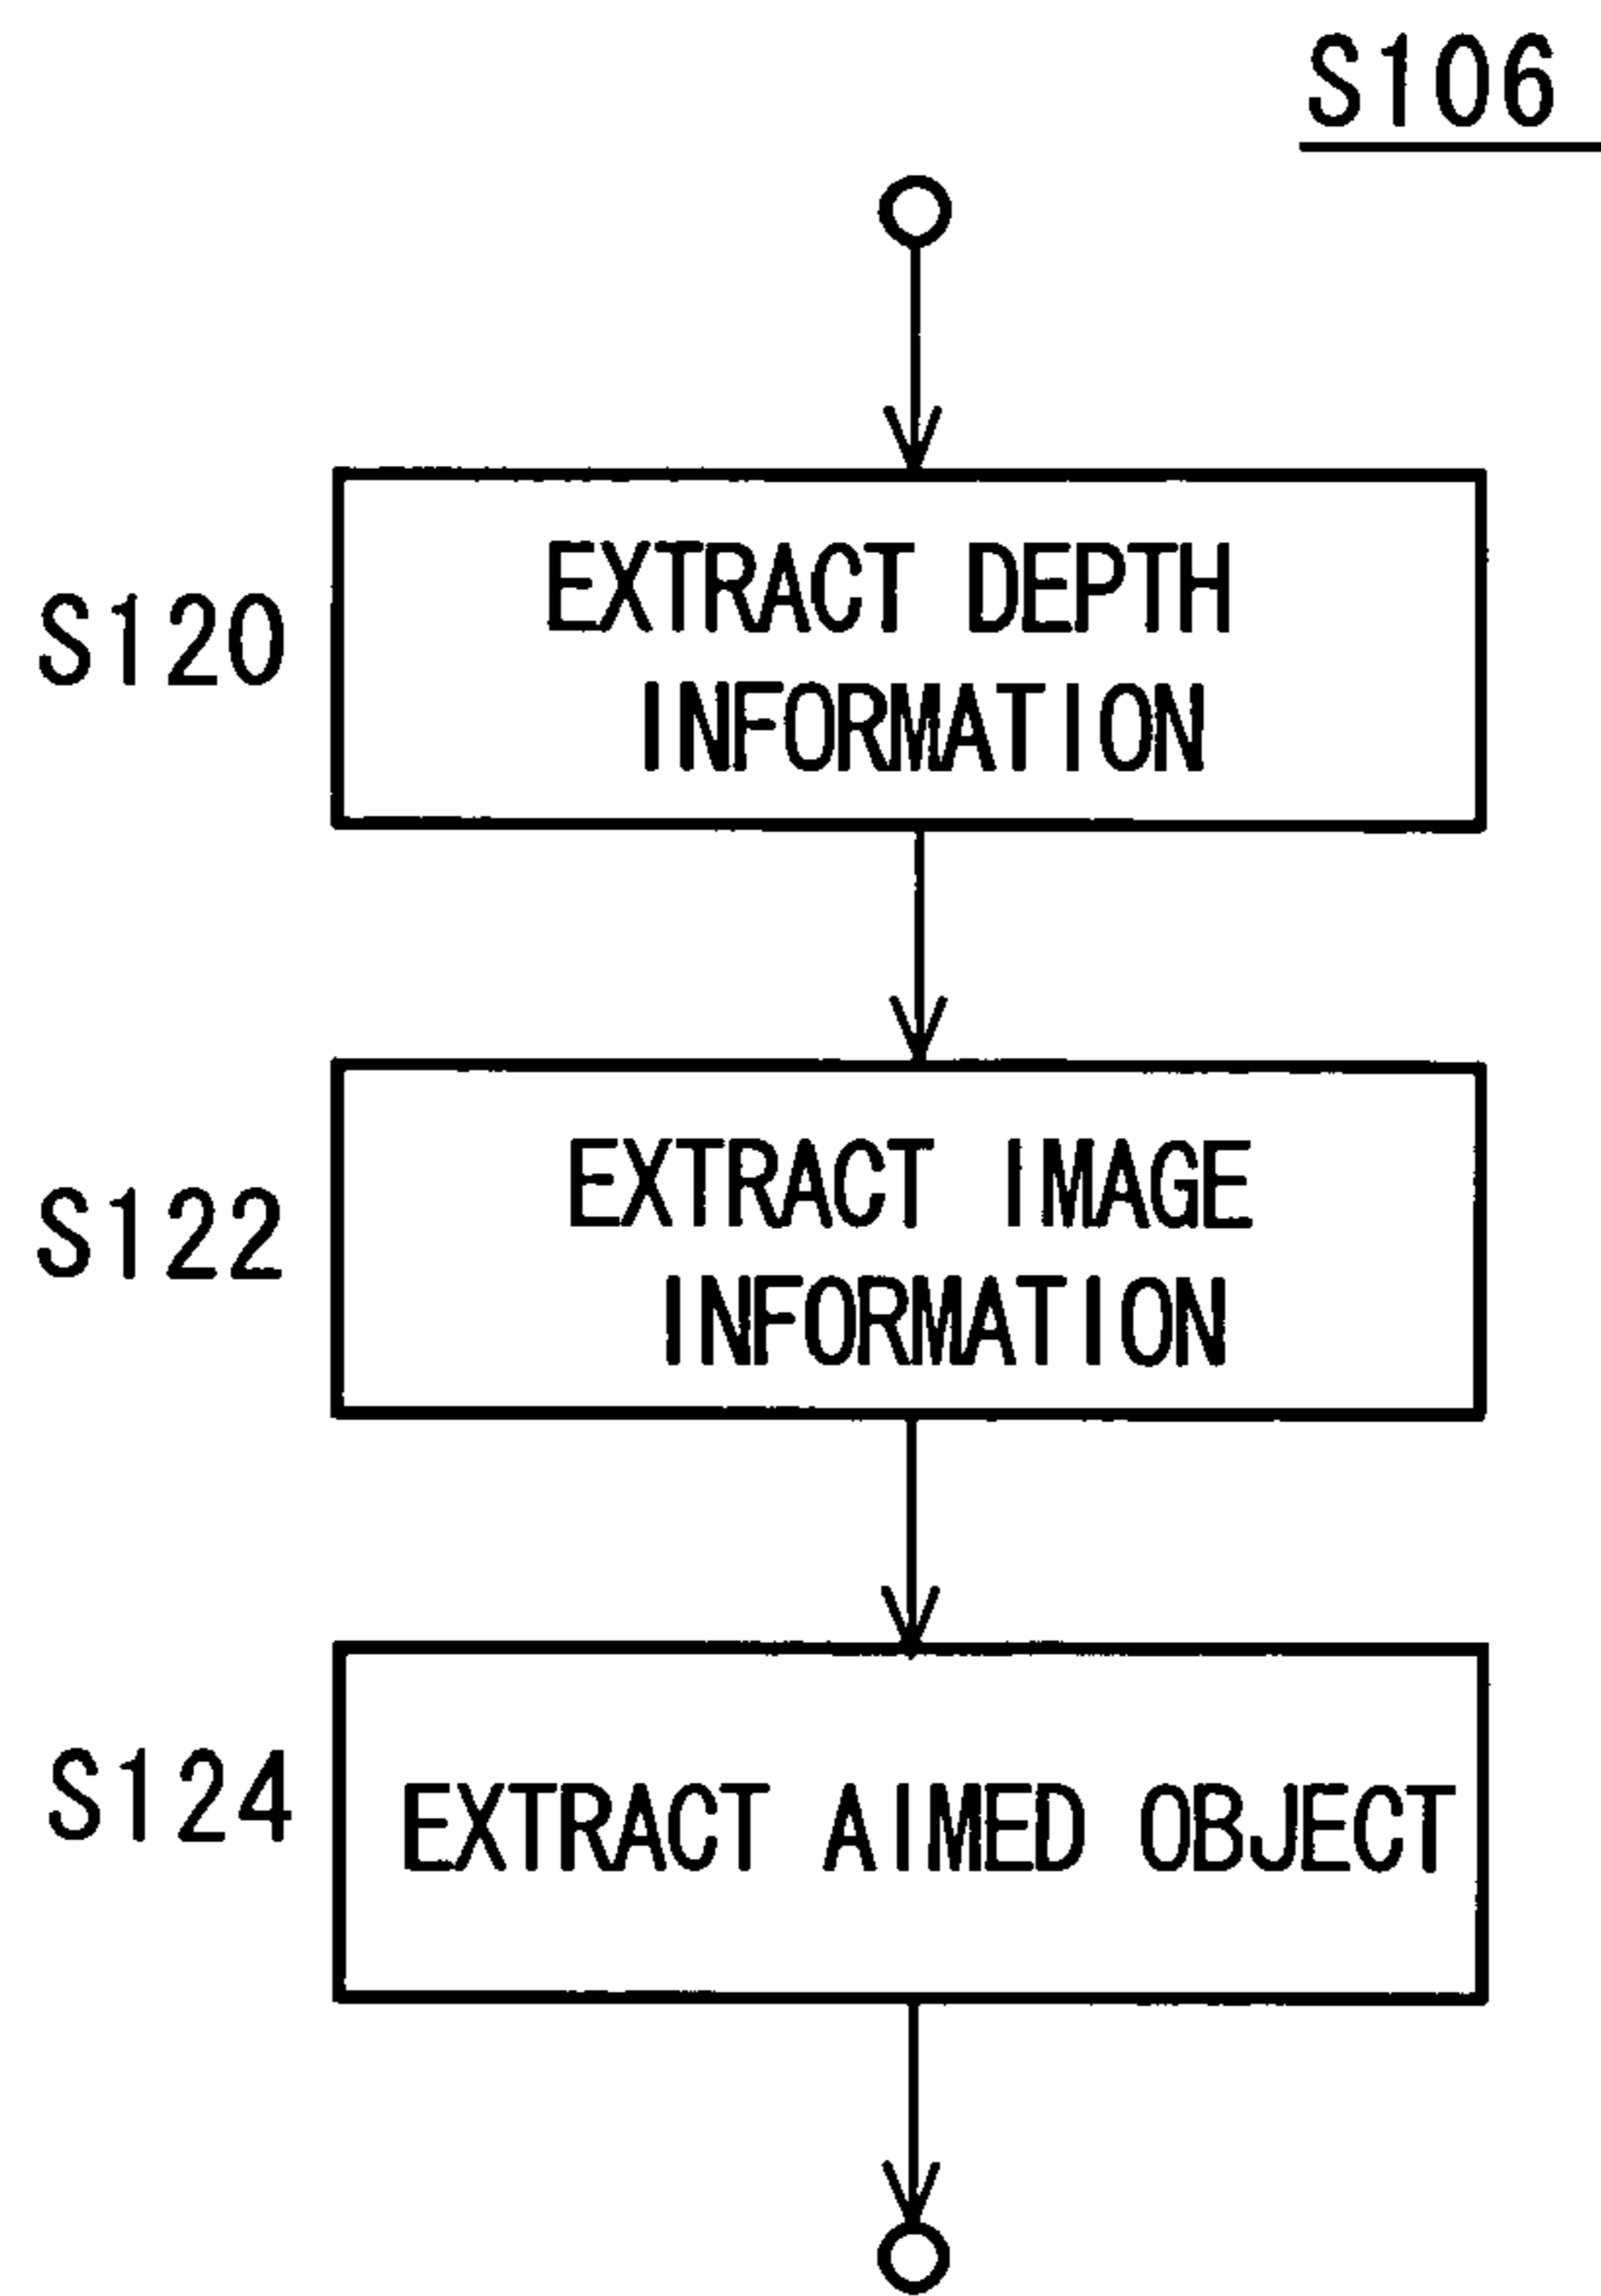 S106
S120
EXTRACT DEPTH
INFORMATION
S122
EXTRACT IMAGE
INFORMATION
S124
EXTRACT AIMED OBJECT